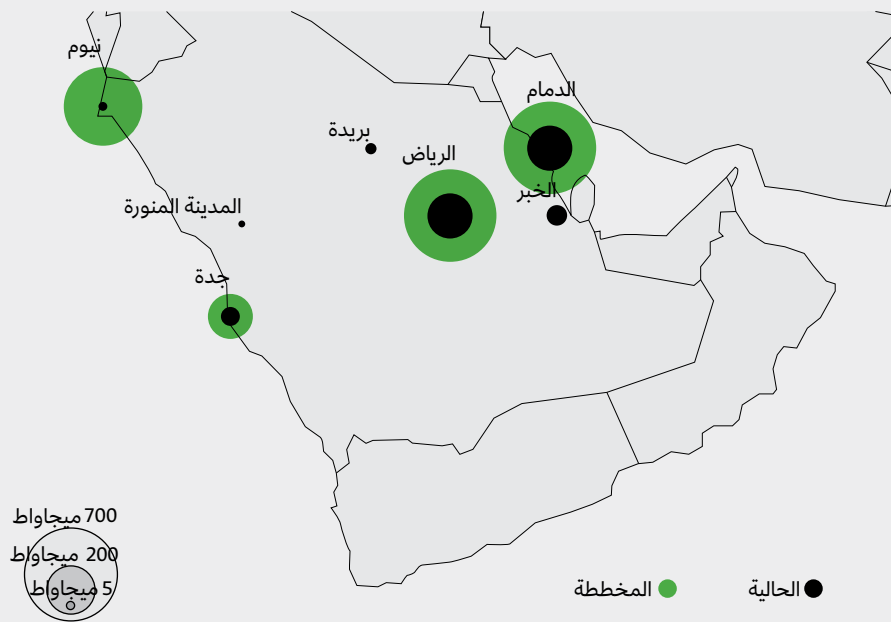 نيوم
الدمام
بريدة
الرياض
الخبر
المدينة المنورة
جدة
700 ميجاواط
200 ميجاواط
5 ميجاواط
الحالية
المخططة